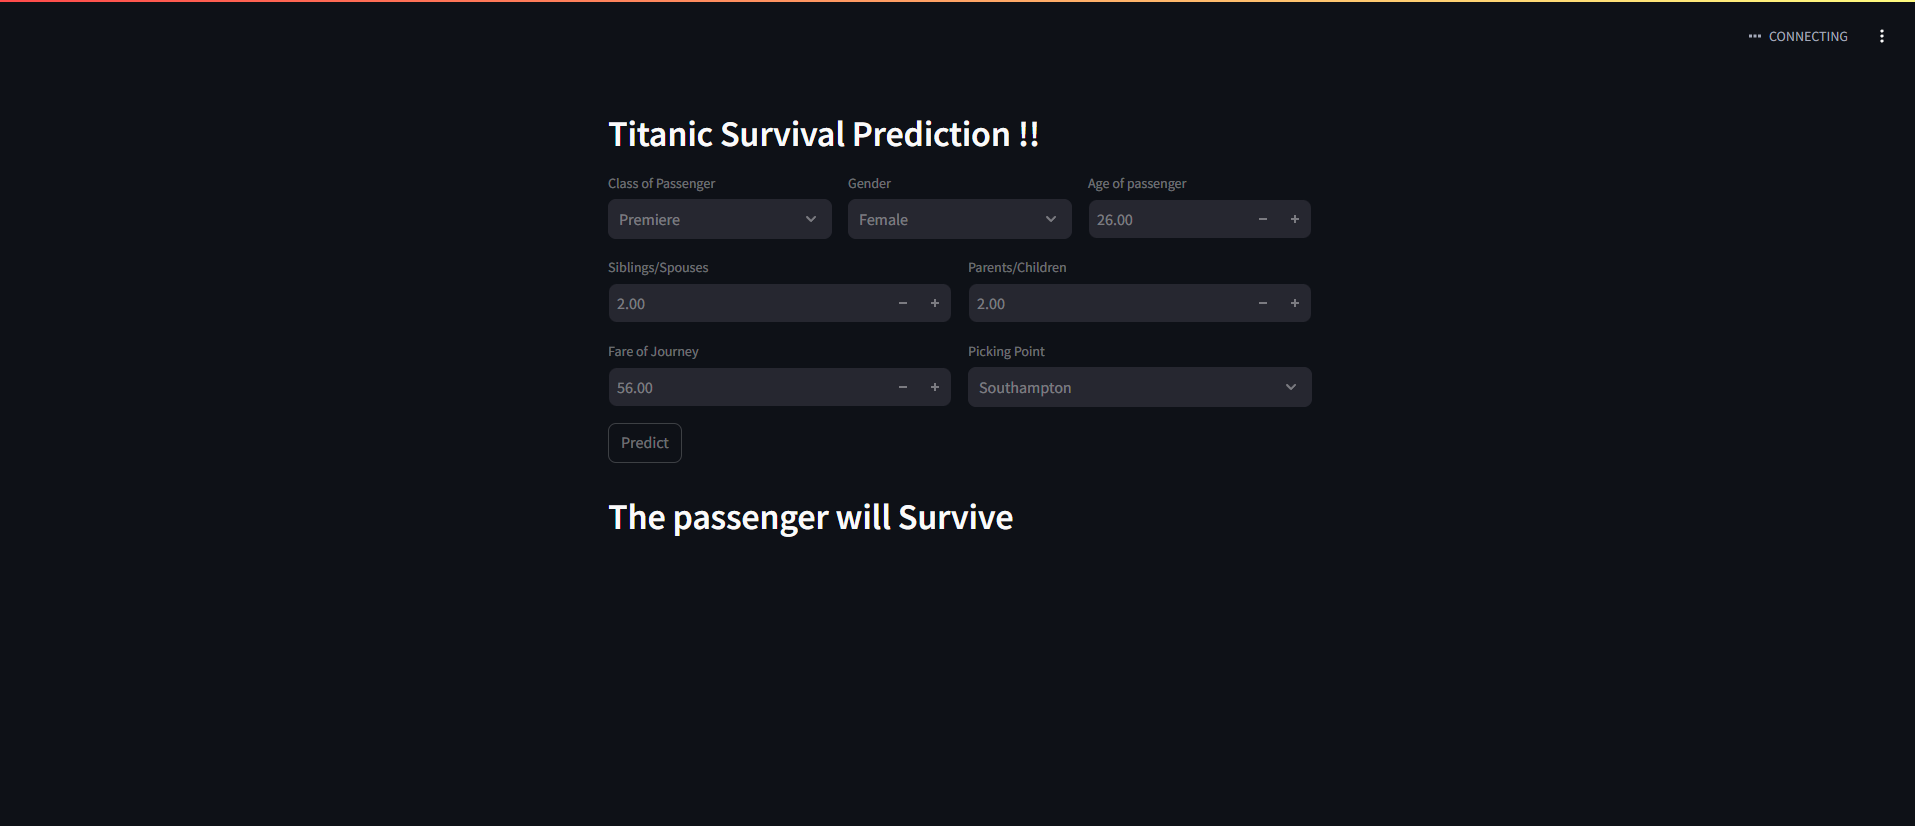 CONNECTING
Titanic Survival Prediction !!
Class of Passenger Gender Age of passenger
Premiere Female 26.00
Siblings/Spouses Parents/Children
2.00 2.00
Fare of Journey Picking Point
56.00 Southampton
Predict
The passenger will Survive